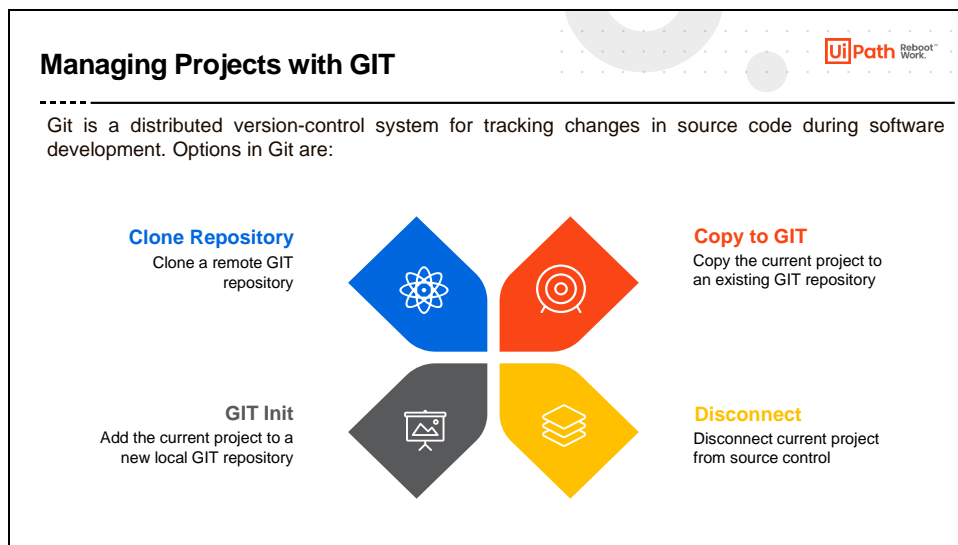 Managing Projects with GIT
UiPath Reboot Work.™
Git is a distributed version-control system for tracking changes in source code during software
development. Options in Git are:
Clone Repository
Clone a remote GIT
repository
Copy to GIT
Copy the current project to
an existing GIT repository
GIT Init
Add the current project to a
new local GIT repository
Disconnect
Disconnect current project
from source control